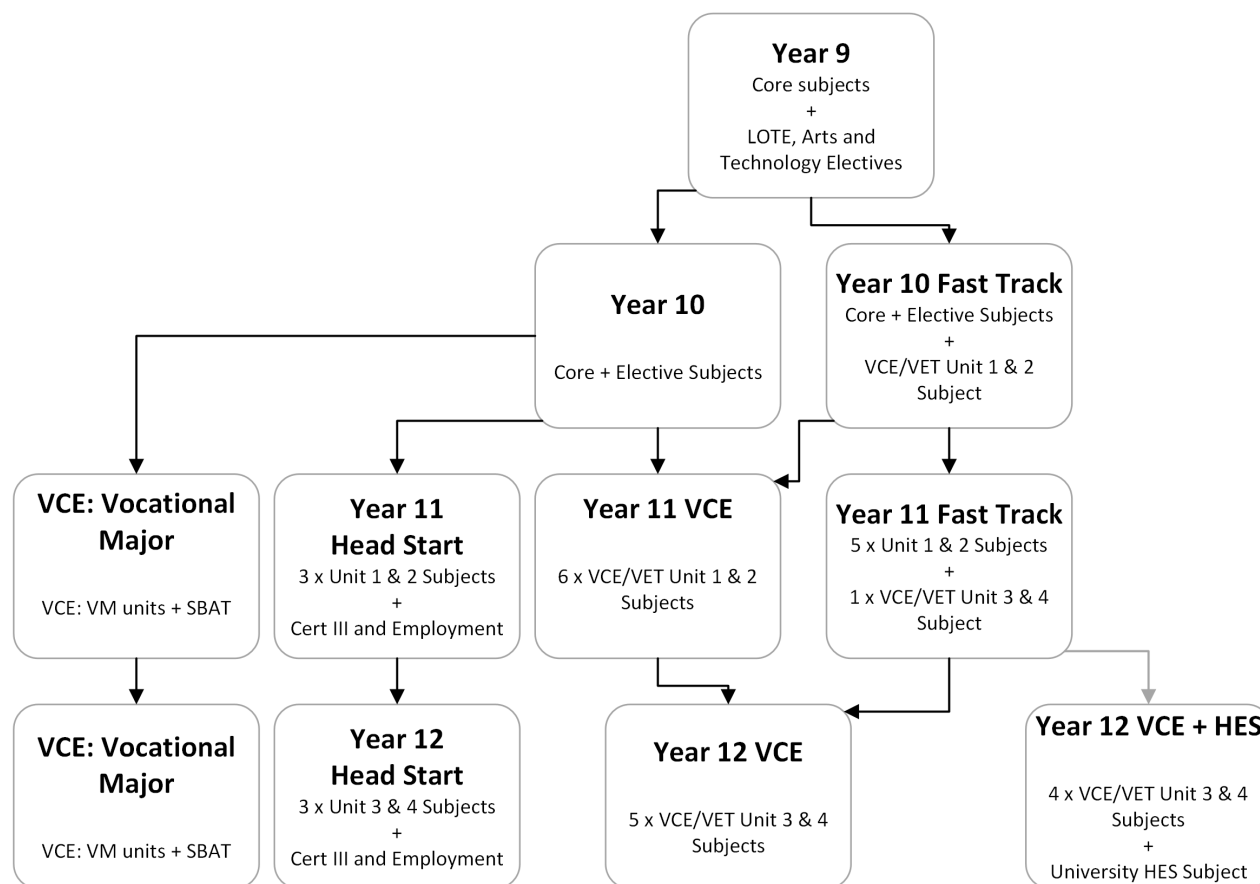 Year 9
Core subjects
+
LOTE, Arts and
Technology Electives
Year 10
Core + Elective Subjects
Year 10 Fast Track
Core + Elective Subjects
+
VCE/VET Unit 1 & 2
Subject
VCE: Vocational
Major
VCE: VM units + SBAT
Year 11
Head Start
3 x Unit 1 & 2 Subjects
+
Cert III and Employment
Year 11 VCE
6 x VCE/VET Unit 1 & 2
Subjects
Year 11 Fast Track
5 x Unit 1 & 2 Subjects
+
1 x VCE/VET Unit 3 & 4
Subject
VCE: Vocational
Major
VCE: VM units + SBAT
Year 12
Head Start
3 x Unit 3 & 4 Subjects
+
Cert III and Employment
Year 12 VCE
5 x VCE/VET Unit 3 & 4
Subjects
Year 12 VCE + HES
4 x VCE/VET Unit 3 & 4
Subjects
+
University HES Subject